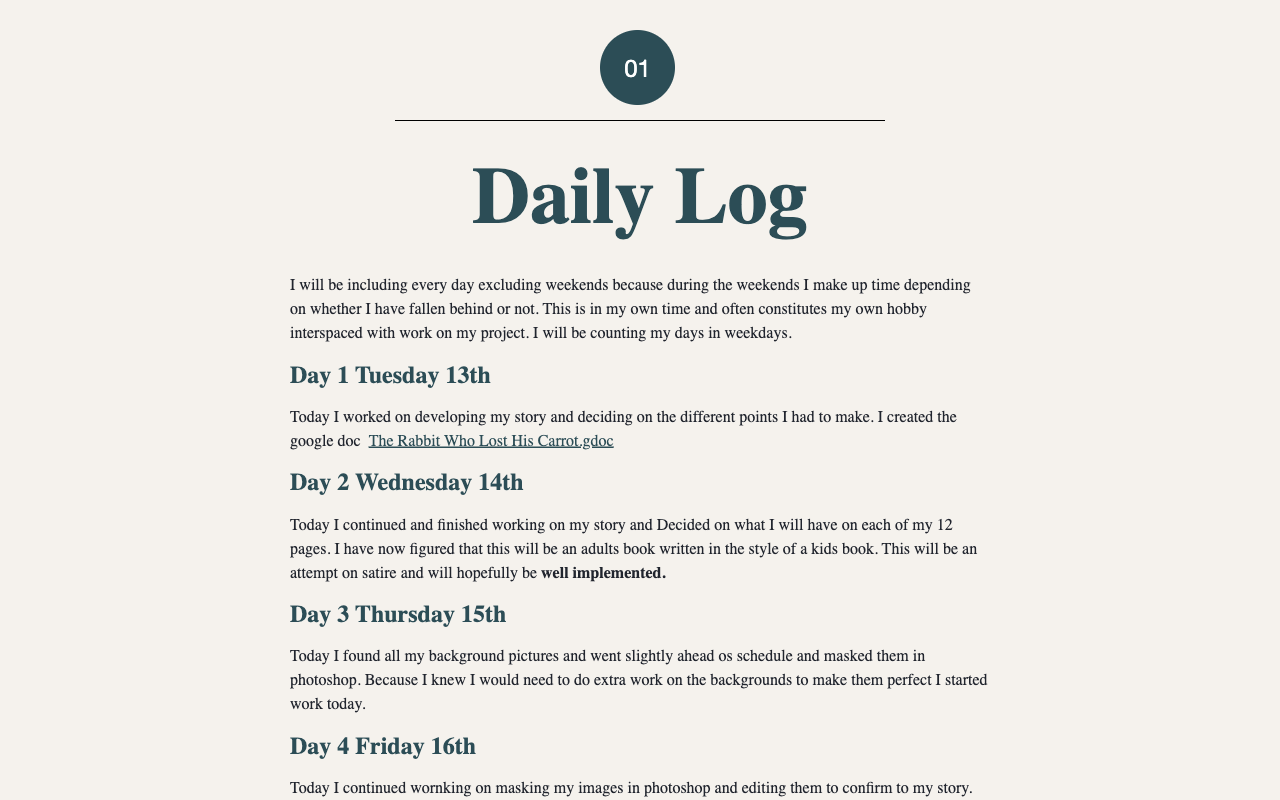 01
Daily Log
I will be including every day excluding weekends because during the weekends I make up time depending
on whether I have fallen behind or not. This is in my own time and often constitutes my own hobby
interspaced with work on my project. I will be counting my days in weekdays.
Day 1 Tuesday 13th
Today I worked on developing my story and deciding on the different points I had to make. I created the
google doc  The Rabbit Who Lost His Carrot.gdoc
Day 2 Wednesday 14th
Today I continued and finished working on my story and Decided on what I will have on each of my 12
pages. I have now figured that this will be an adults book written in the style of a kids book. This will be an
attempt on satire and will hopefully be well implemented.
Day 3 Thursday 15th
Today I found all my background pictures and went slightly ahead os schedule and masked them in
photoshop. Because I knew I would need to do extra work on the backgrounds to make them perfect I started
work today.
Day 4 Friday 16th
Today I continued wornking on masking my images in photoshop and editing them to confirm to my story.